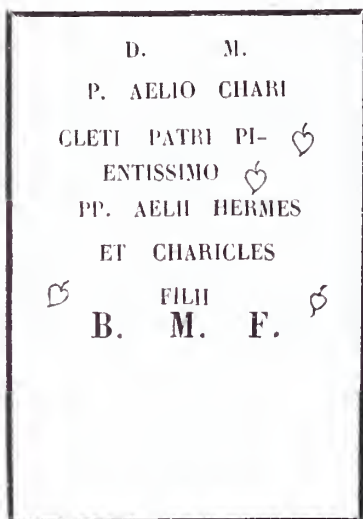 D. M.
P. AELIO CHARI
CLETI PATRI PI-
ENTISSIMO
PP. AELII HERMES
ET CHARICLES
FILII
B. M. F.